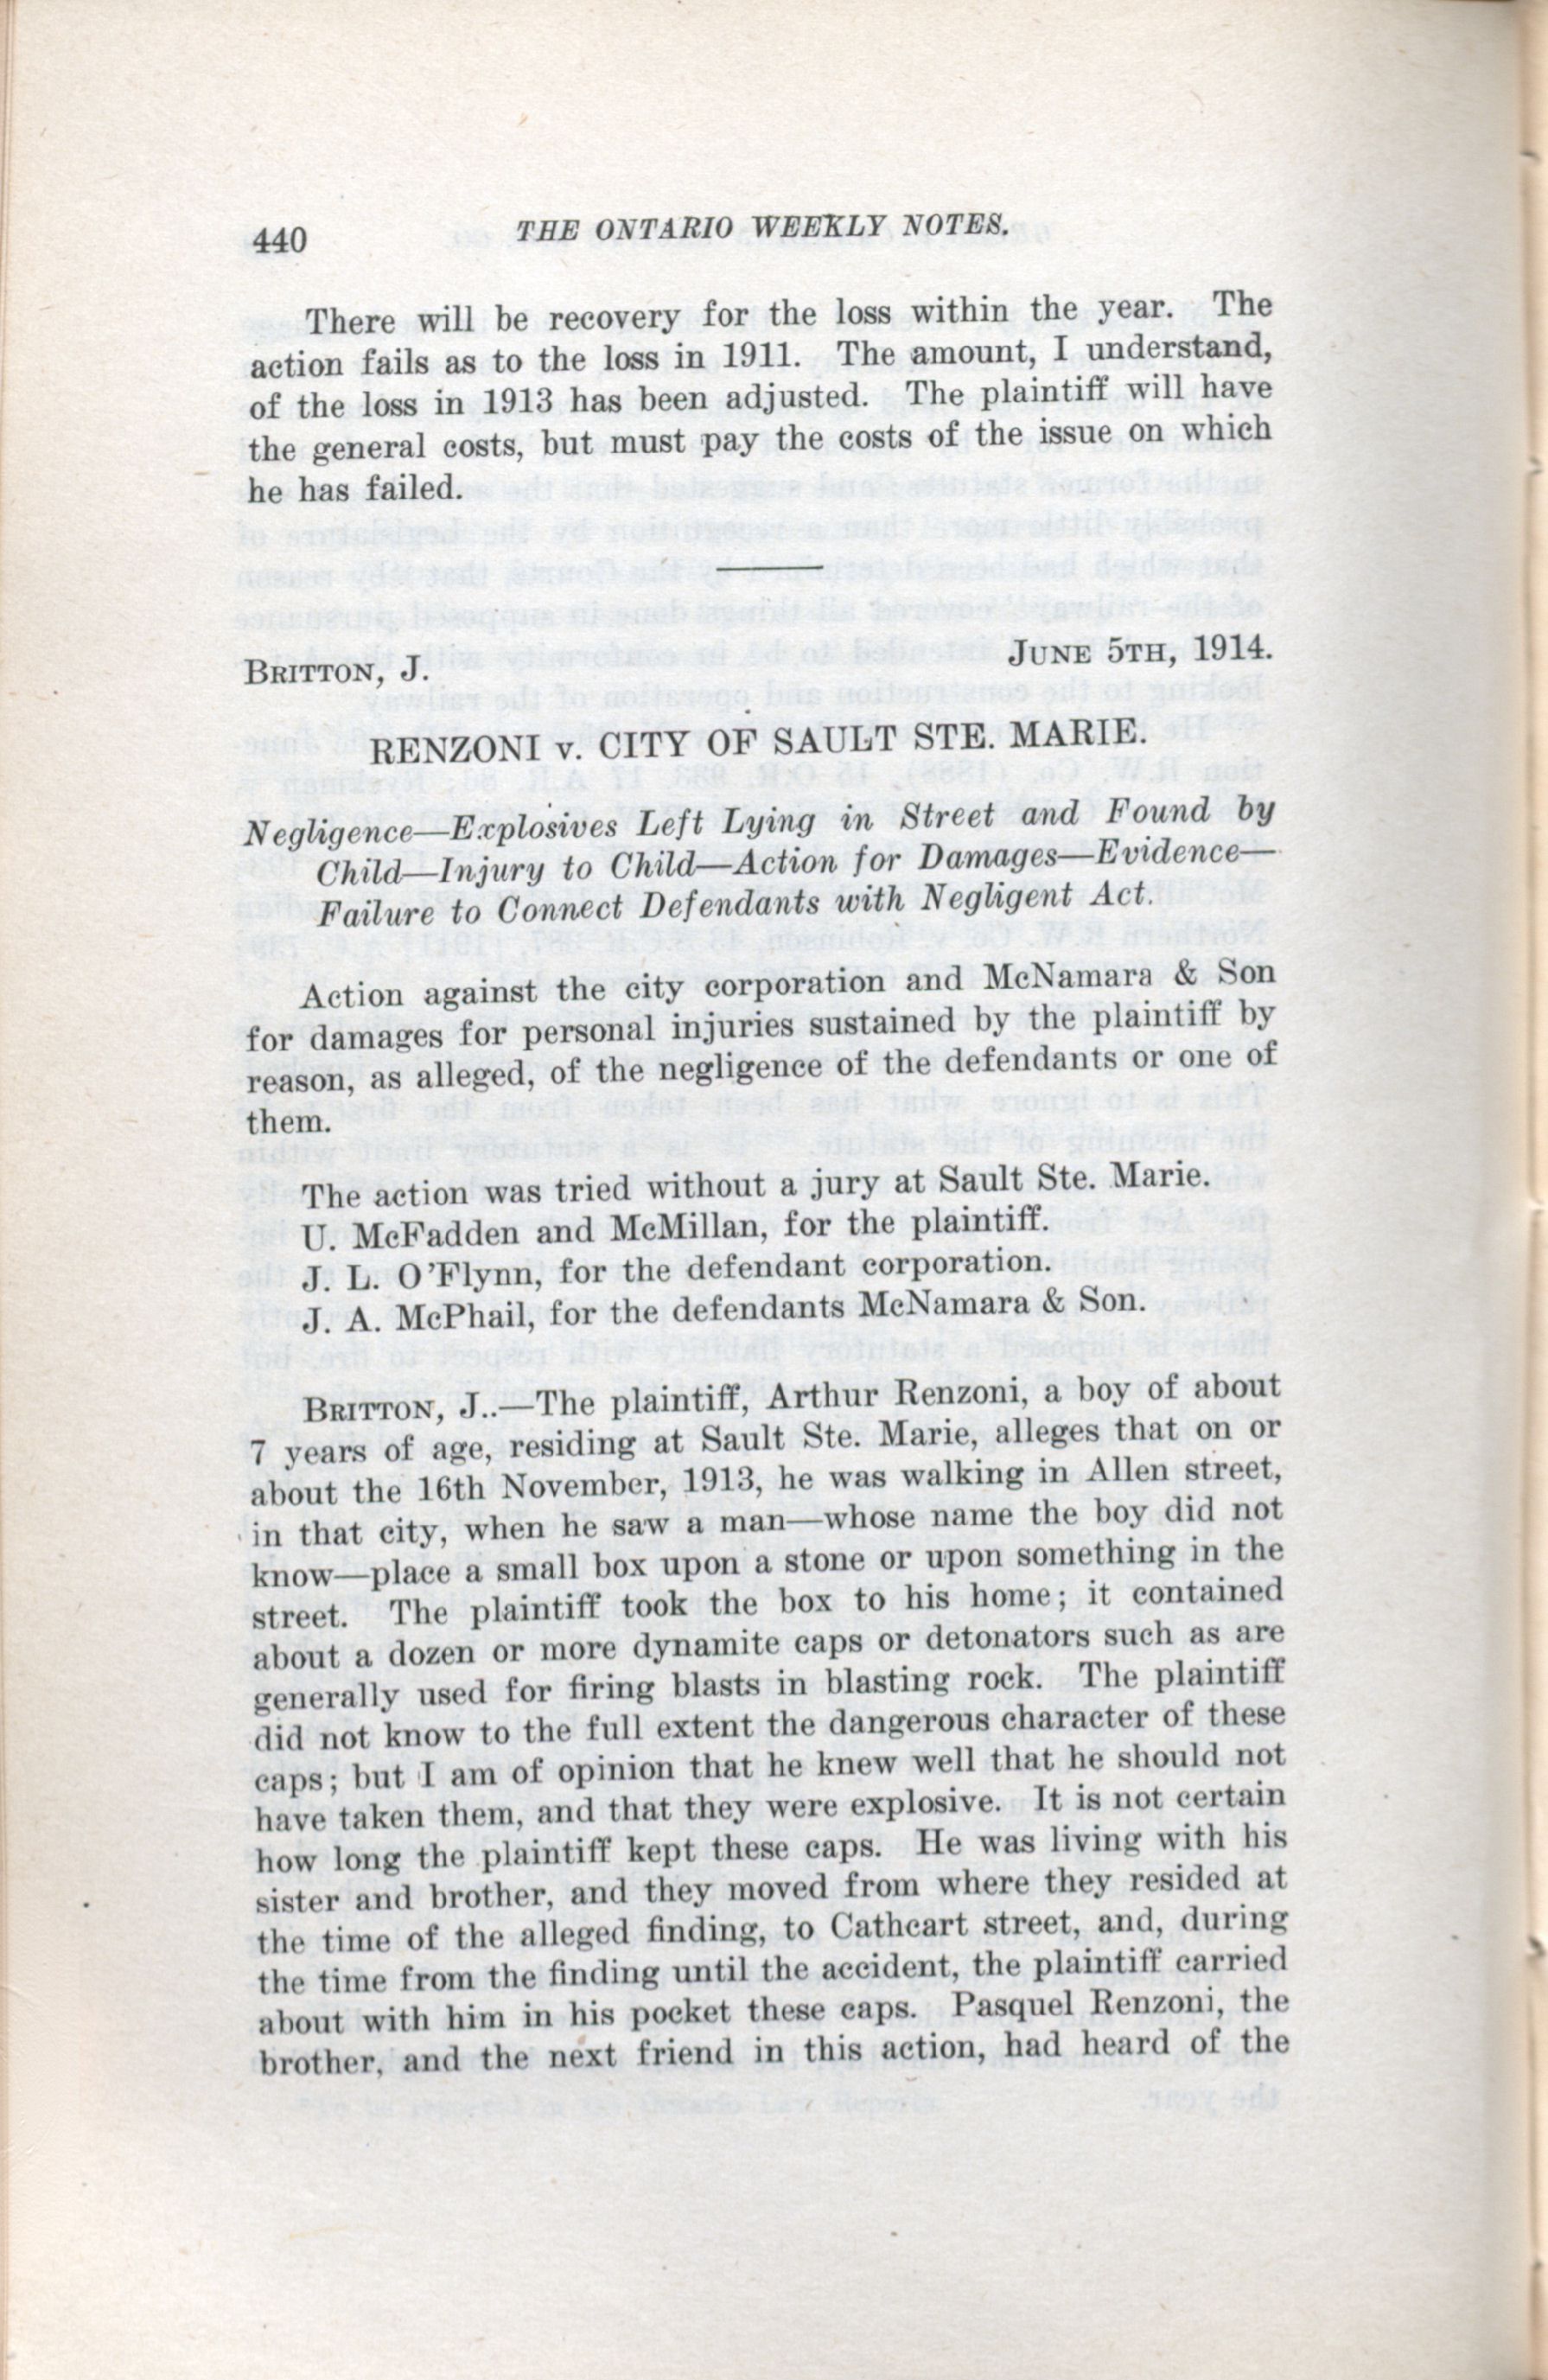 440 THE ONTARIO WEEKLY NOTES.
There will be recovery for the loss within the year. The
action fails as to the loss in 1911. The amount, I understand,
of the loss in 1913 has been adjusted. The plaintiff will have
the general costs, but must pay the costs of the issue on which
he has failed.
BRITTON, J. JUNE 5TH, 1914.
RENZONI v. CITY OF SAULT STE. MARIE.
Negligence—Explosives Left Lying in Street and Found by
Child—Injury to Child—Action for Damages—Evidence—
Failure to Connect Defendants with Negligent Act.
Action against the city corporation and McNamara & Son
for damages for personal injuries sustained by the plaintiff by
reason, as alleged, of the negligence of the defendants or one of
them.
The action was tried without a jury at Sault Ste. Marie.
U. McFadden and McMillan, for the plaintiff.
J. L. O'Flynn, for the defendant corporation.
J. A. McPhail, for the defendants McNamara & Son.
BRITTON, J..—The plaintiff, Arthur Renzoni, a boy of about
7 years of age, residing at Sault Ste. Marie, alleges that on or
about the 16th November, 1913, he was walking in Allen street,
in that city, when he saw a man—whose name the boy did not
know—place a small box upon a stone or upon something in the
street. The plaintiff took the box to his home; it contained
about a dozen or more dynamite caps or detonators such as are
generally used for firing blasts in blasting rock. The plaintiff
did not know to the full extent the dangerous character of these
caps; but I am of opinion that he knew well that he should not
have taken them, and that they were explosive. It is not certain
how long the plaintiff kept these caps. He was living with his
sister and brother, and they moved from where they resided at
the time of the alleged finding, to Cathcart street, and, during
the time from the finding until the accident, the plaintiff carried
about with him in his pocket these caps. Pasquel Renzoni, the
brother, and the next friend in this action, had heard of the